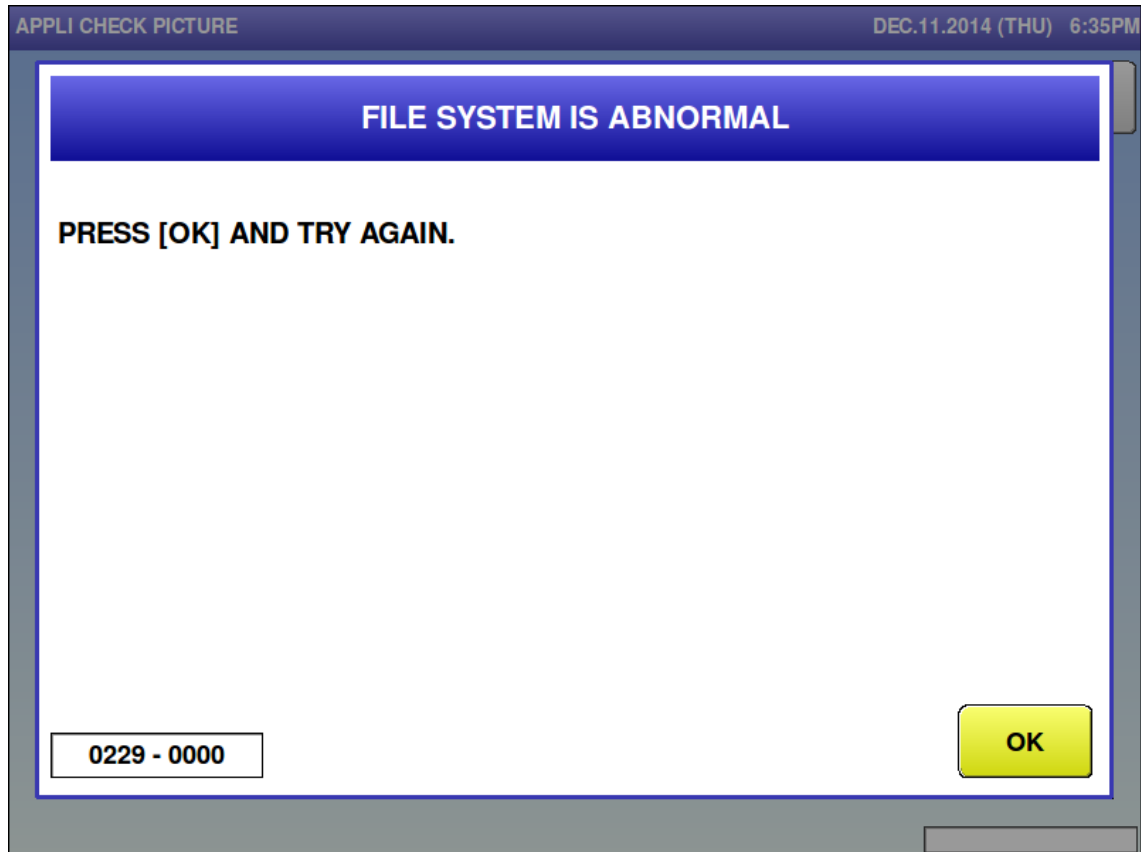 APPLI CHECK PICTURE DEC.11.2014 (THU) 6:35PM
FILE SYSTEM IS ABNORMAL
PRESS [OK] AND TRY AGAIN.
0229 - 0000
OK